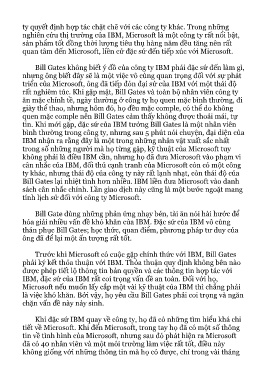 ty quyết định hợp tác chặt chẽ với các công ty khác. Trong những
nghiên cứu thị trường của IBM, Microsoft là một công ty rất nổi bật,
sản phẩm tốt đồng thời lượng tiêu thụ hàng năm đều tăng nên rất
quan tâm đến Microsoft, liền cử đặc sứ đến tiếp xúc với Microsoft.
Bill Gates không biết ý đồ của công ty IBM phái đặc sứ đến làm gì,
nhưng ông biết đây sẽ là một việc vô cùng quan trọng đối với sự phát
triển của Microsoft, ông đã tiếp đón đại sứ của IBM với một thái độ
rất nghiêm túc. Khi gặp mặt, Bill Gates và toàn bộ nhân viên công ty
ăn mặc chỉnh tề, ngày thường ở công ty họ quen mặc bình thường, đi
giày thể thao, nhưng hôm đó, họ đều mặc comple, có thể do không
quen mặc comple nên Bill Gates cảm thấy không được thoải mái, tự
tin. Khi mới gặp, đặc sứ của IBM tưởng Bill Gates là một nhân viên
bình thường trong công ty, nhưng sau 5 phút nói chuyện, đại diện của
IBM nhận ra rằng đây là một trong những nhân vật xuất sắc nhất
trong số những người mà họ từng gặp, kỹ thuật của Microsoft tuy
không phải là điều IBM cần, nhưng họ đã đưa Microsoft vào phạm vi
cân nhắc của IBM, đối thủ cạnh tranh của Microsoft còn có một công
ty khác, nhưng thái độ của công ty này rất lạnh nhạt, còn thái độ của
Bill Gates lại nhiệt tình hơn nhiều. IBM liền đưa Microsoft vào danh
sách cân nhắc chính. Lần giao dịch này cũng là một bước ngoặt mang
tính lịch sử đối với công ty Microsoft.
Bill Gate dùng những phản ứng nhạy bén, tài ăn nói hài hước để
hóa giải nhiều vấn đề khó khăn của IBM. Đặc sứ của IBM vô cùng
thán phục Bill Gates; học thức, quan điểm, phương pháp tư duy của
ông đã để lại một ấn tượng rất tốt.
Trước khi Microsoft có cuộc gặp chính thức với IBM, Bill Gates
phải ký kết thỏa thuận với IBM. Thỏa thuận quy định không bên nào
được phép tiết lộ thông tin bản quyền và các thông tin hợp tác với
IBM, đặc sứ của IBM rất coi trọng vấn đề an toàn. Đối với họ,
Microsoft nếu muốn lấy cắp một vài kỹ thuật của IBM thì chẳng phải
là việc khó khăn. Bởi vậy, họ yêu cầu Bill Gates phải coi trọng và ngăn
chặn vấn đề này nảy sinh.
Khi đặc sứ IBM quay về công ty, họ đã có những tìm hiểu khá chi
tiết về Microsoft. Khi đến Microsoft, trong tay họ đã có một số thông
tin về tình hình của Microsoft, nhưng sau đó phát hiện ra Microsoft
đã có 40 nhân viên và một môi trường làm việc rất tốt, điều này
không giống với những thông tin mà họ có được, chỉ trong vài tháng